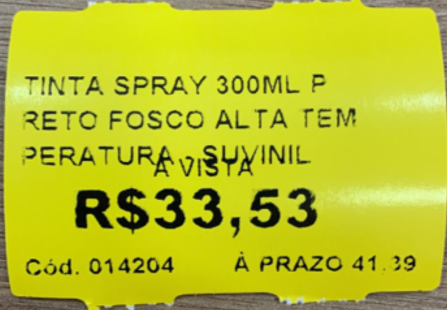 TINTA SPRAY 300ML P
RETO FOSCO ALTA TEM
PERATURA - SUVINIL
A VISTA
R$33,53
Cód. 014204 À PRAZO 41.39